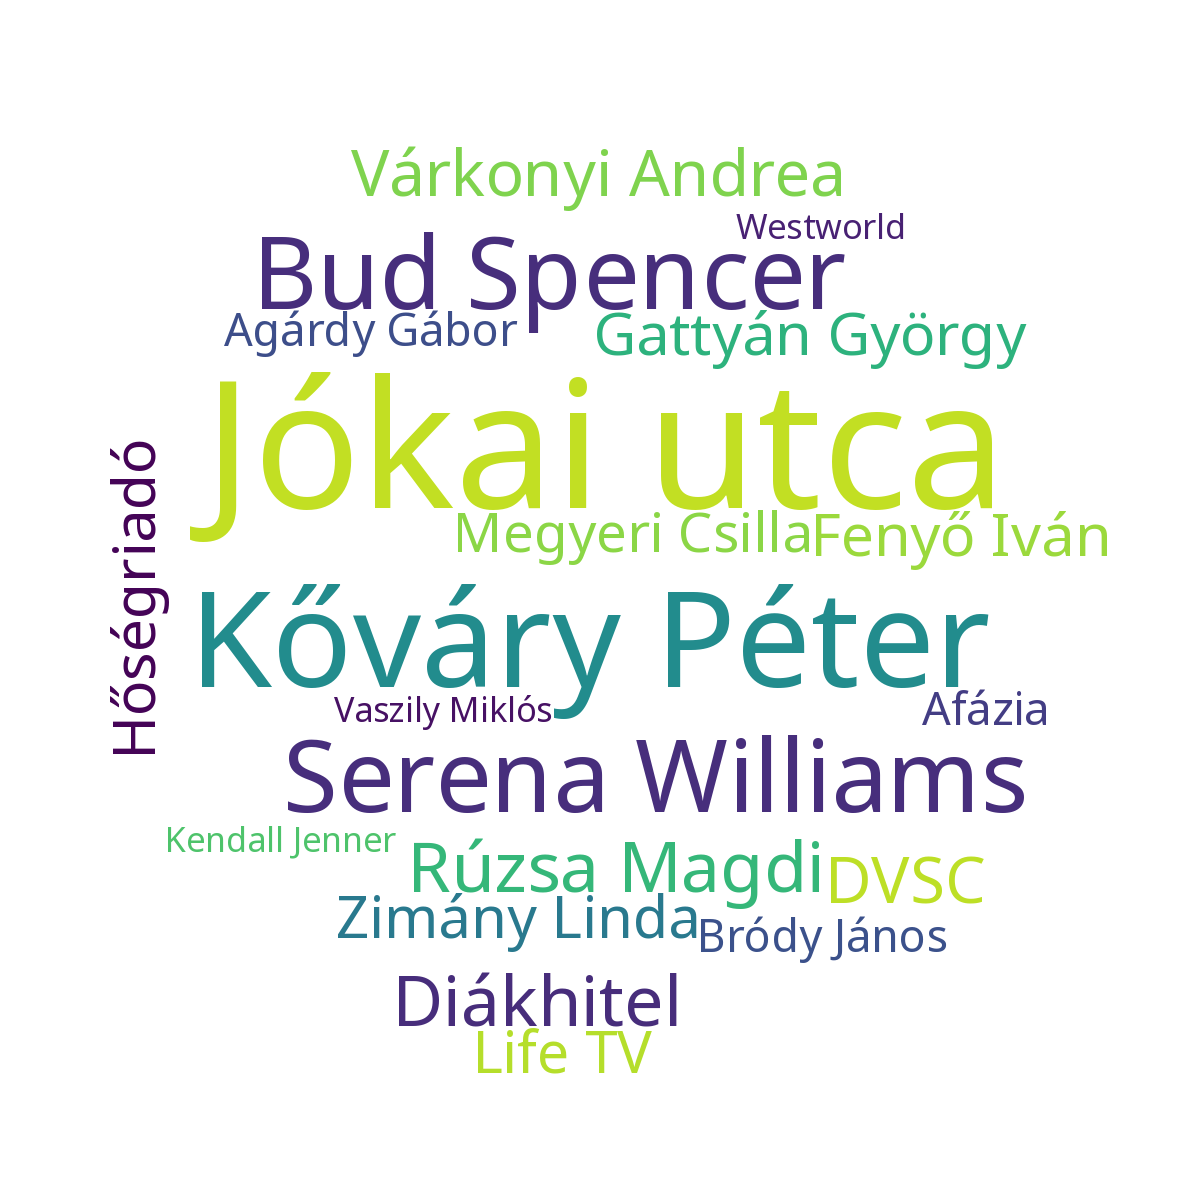 Várkonyi Andrea
Westworld
Bud Spencer
Agárdy Gábor
Gattyán György
Jókai utca
Megyeri Csilla
Fenyő Iván
Hőségriadó
Kőváry Péter
Vaszily Miklós
Afázia
Serena Williams
Kendall Jenner
Rúzsa Magdi
DVSC
Zimány Linda
Bródy János
Diákhitel
Life TV